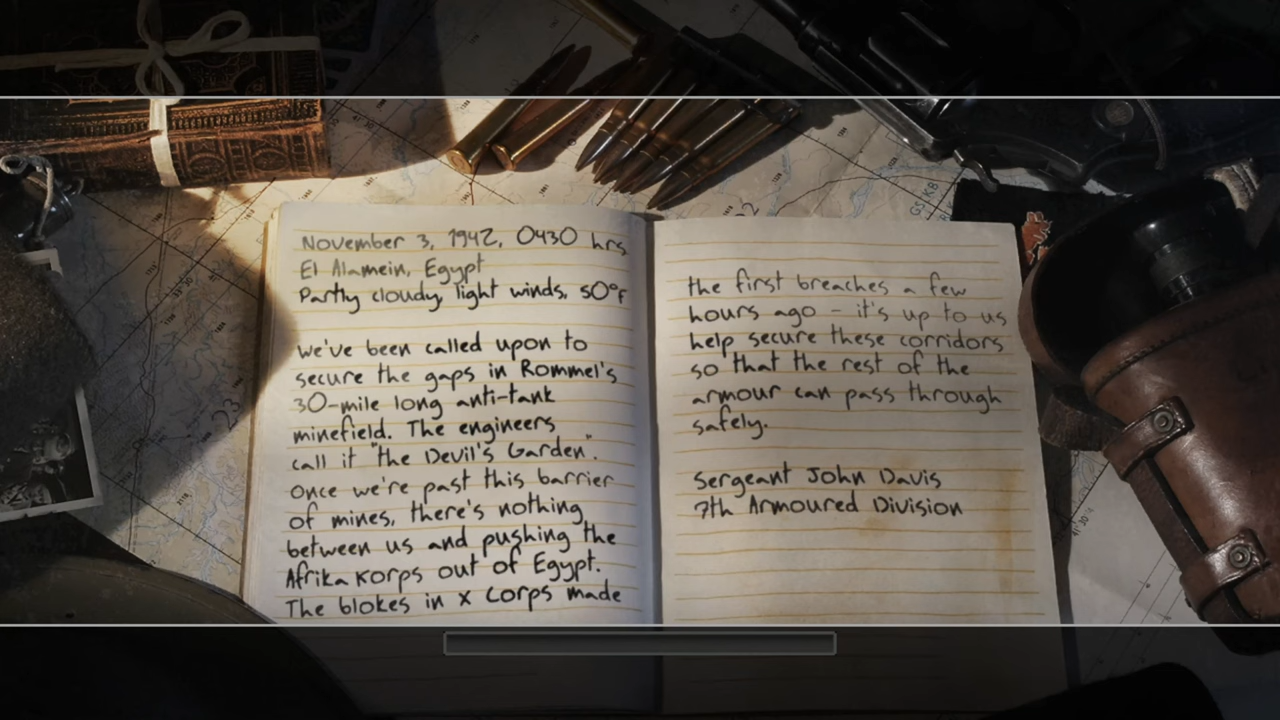 November 3, 1942, 0430 hrs
El Alamein, Egypt
Partly cloudy, light winds, 50°F
We've been called upon to
secure the gaps in Rommel's
30-mile long anti-tank
minefield. The engineers
call it "the Devil's Garden".
Once we're past this barrier
of mines, there's nothing
between us and pushing the
Afrika Korps out of Egypt.
The blokes in X Corps made
the first breaches a few
hours ago - it's up to us
help secure these corridors
so that the rest of the
armour can pass through
safely.
Sergeant John Davis
7th Armoured Division
GSGKB
23